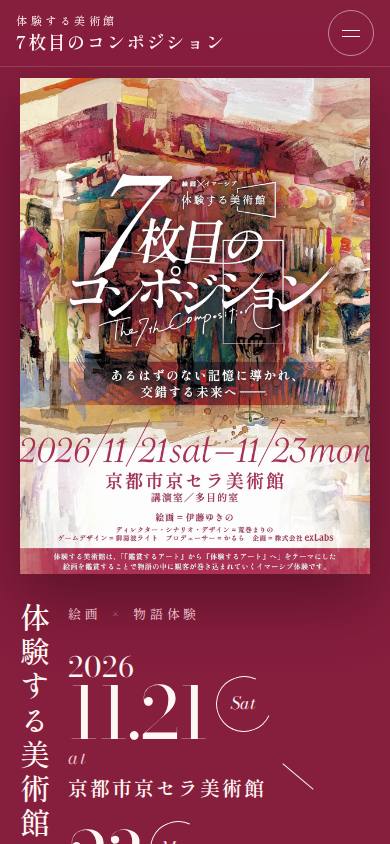 体験する美術館
7枚目のコンポジション
絵画×イマーシブ
体験する美術館
7枚目の
コンポジション
The 7th Composition
あるはずのない記憶に導かれ、
交錯する未来へ――
2026/11/21sat–11/23mon
京都市京セラ美術館
講演室／多目的室
絵画＝伊藤ゆきの
ディレクター・シナリオ・デザイン＝荒巻まりの
ゲームデザイン＝御湯波ライト　プロデューサー＝かるら　企画＝株式会社 exLabs
体験する美術館は、「『鑑賞するアート』から『体験するアート』へ」をテーマにした
絵画を鑑賞することで物語の中に観客が巻き込まれていくイマーシブ体験です。
体験する美術館
絵画 × 物語体験
2026
11.21 Sat
at
京都市京セラ美術館